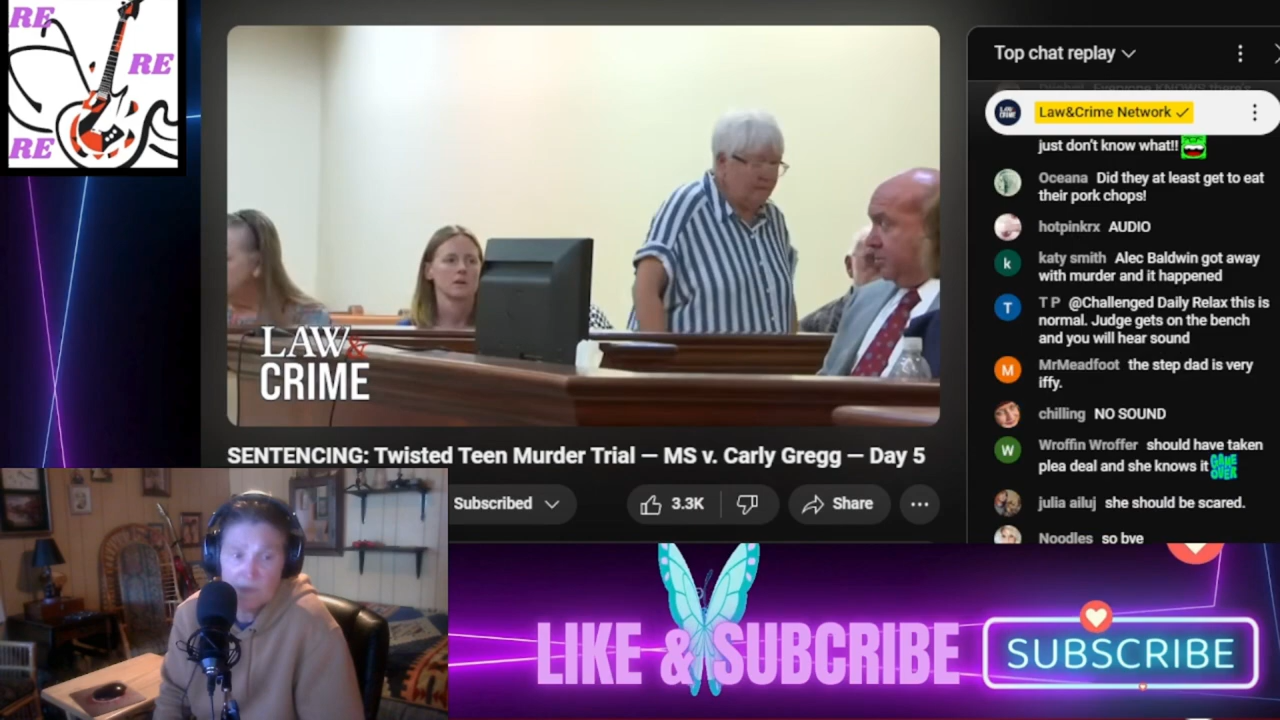 RE
RE
RE
LAW&
CRIME
SENTENCING: Twisted Teen Murder Trial — MS v. Carly Gregg — Day 5
Subscribed
3.3K
Share
Top chat replay
Law&Crime Network
just don't know what!!
Oceana Did they at least get to eat
their pork chops!
hotpinkrx AUDIO
k
katy smith Alec Baldwin got away
with murder and it happened
T
T P @Challenged Daily Relax this is
normal. Judge gets on the bench
and you will hear sound
M
MrMeadfoot the step dad is very
iffy.
chilling NO SOUND
W
Wroffin Wroffer should have taken
plea deal and she knows it GAME OVER
julia ailuj she should be scared.
Noodles so bye
LIKE & SUBCRIBE
SUBSCRIBE